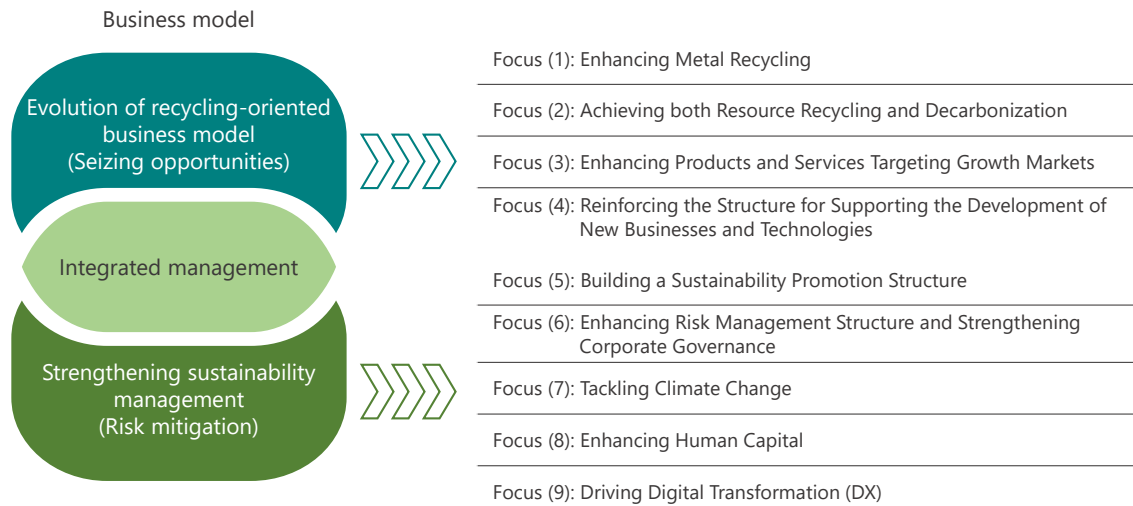 Business model
Evolution of recycling-oriented
business model
(Seizing opportunities)
Integrated management
Strengthening sustainability
management
(Risk mitigation)
Focus (1): Enhancing Metal Recycling
Focus (2): Achieving both Resource Recycling and Decarbonization
Focus (3): Enhancing Products and Services Targeting Growth Markets
Focus (4): Reinforcing the Structure for Supporting the Development of
New Businesses and Technologies
Focus (5): Building a Sustainability Promotion Structure
Focus (6): Enhancing Risk Management Structure and Strengthening
Corporate Governance
Focus (7): Tackling Climate Change
Focus (8): Enhancing Human Capital
Focus (9): Driving Digital Transformation (DX)